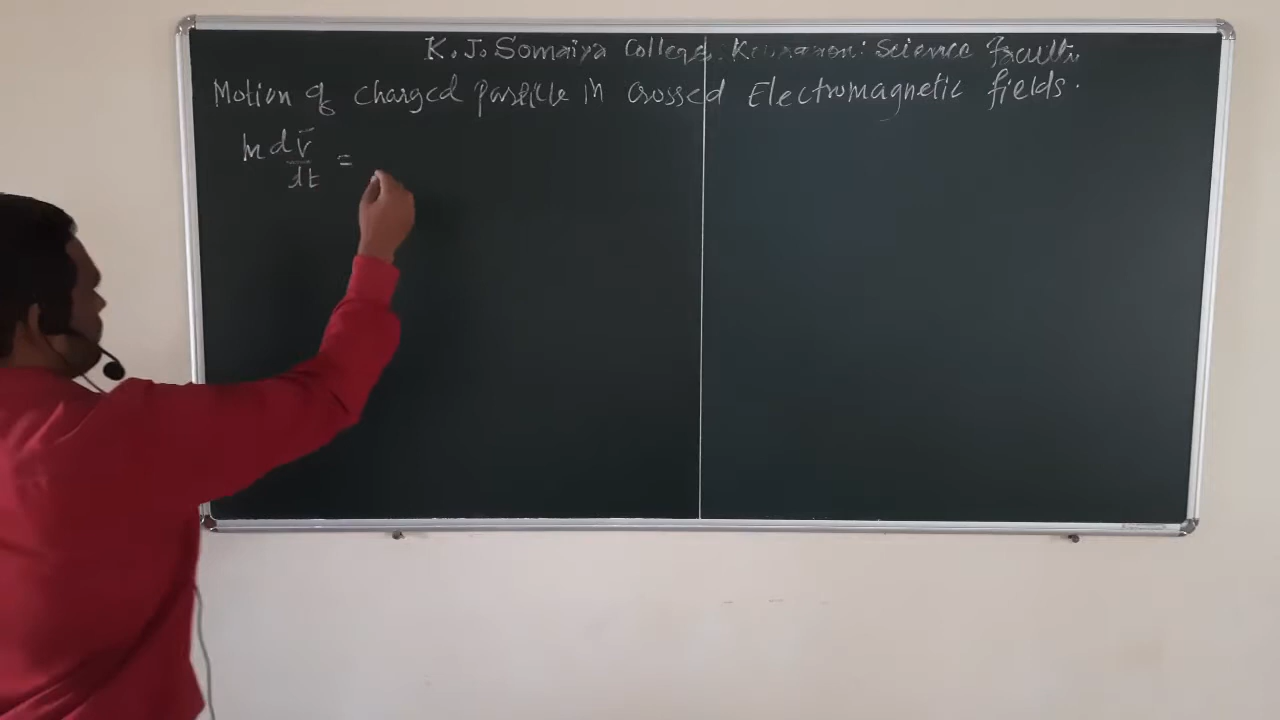 K. J. Somaiya College, Kopargaon: Science Faculty
Motion of charged particle in crossed Electromagnetic fields.
m dv̄/dt =